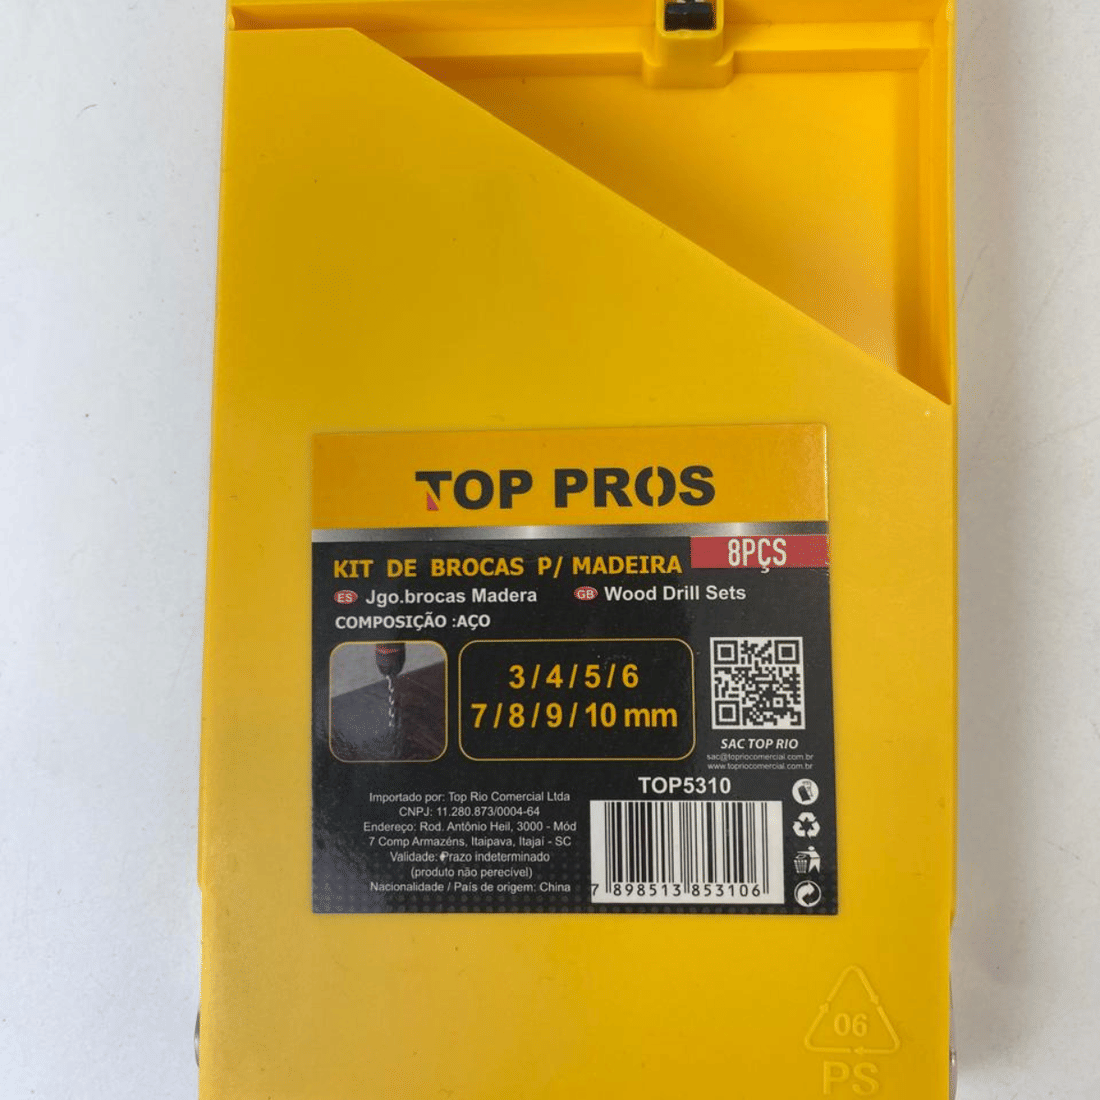 TOP PROS
8PÇS
KIT DE BROCAS P/ MADEIRA
ES Jgo.brocas Madera GB Wood Drill Sets
COMPOSIÇÃO :AÇO
3/4/5/6
7/8/9/10 mm
SAC TOP RIO
sac@topriocomercial.com.br
www.topriocomercial.com.br
TOP5310
Importado por: Top Rio Comercial Ltda
CNPJ: 11.280.873/0004-64
Endereço: Rod. Antônio Heil, 3000 - Mód
7 Comp Armazéns, Itaipava, Itajaí - SC
Validade: Prazo indeterminado
(produto não perecível)
Nacionalidade / País de origem: China
7 898513 853106
06
PS